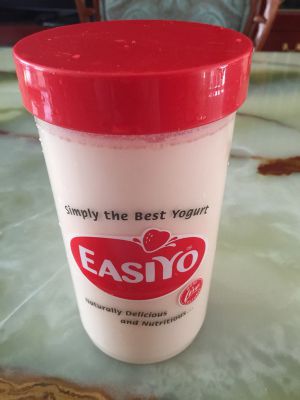 Simply the Best Yogurt
EASIYO
Naturally Delicious
and Nutritious...